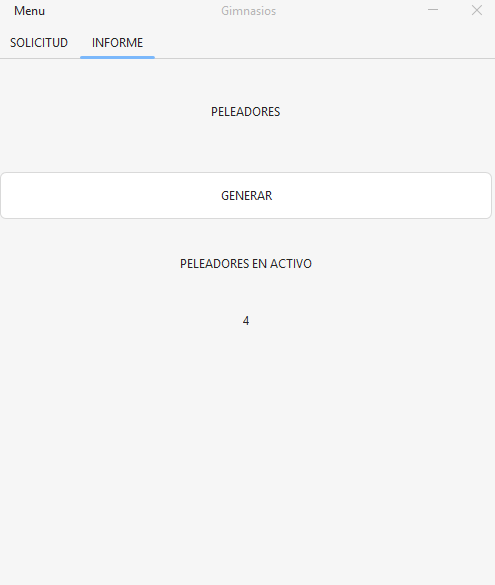 Menu Gimnasios
SOLICITUD INFORME
PELEADORES
GENERAR
PELEADORES EN ACTIVO
4